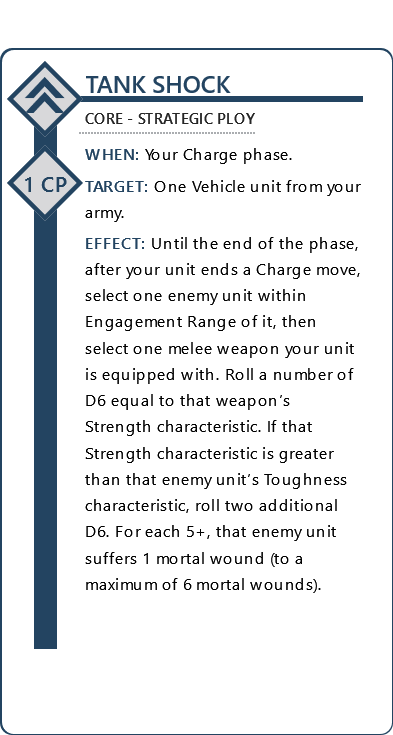 TANK SHOCK
CORE - STRATEGIC PLOY
WHEN: Your Charge phase.
1 CP
TARGET: One Vehicle unit from your
army.
EFFECT: Until the end of the phase,
after your unit ends a Charge move,
select one enemy unit within
Engagement Range of it, then
select one melee weapon your unit
is equipped with. Roll a number of
D6 equal to that weapon’s
Strength characteristic. If that
Strength characteristic is greater
than that enemy unit’s Toughness
characteristic, roll two additional
D6. For each 5+, that enemy unit
suffers 1 mortal wound (to a
maximum of 6 mortal wounds).